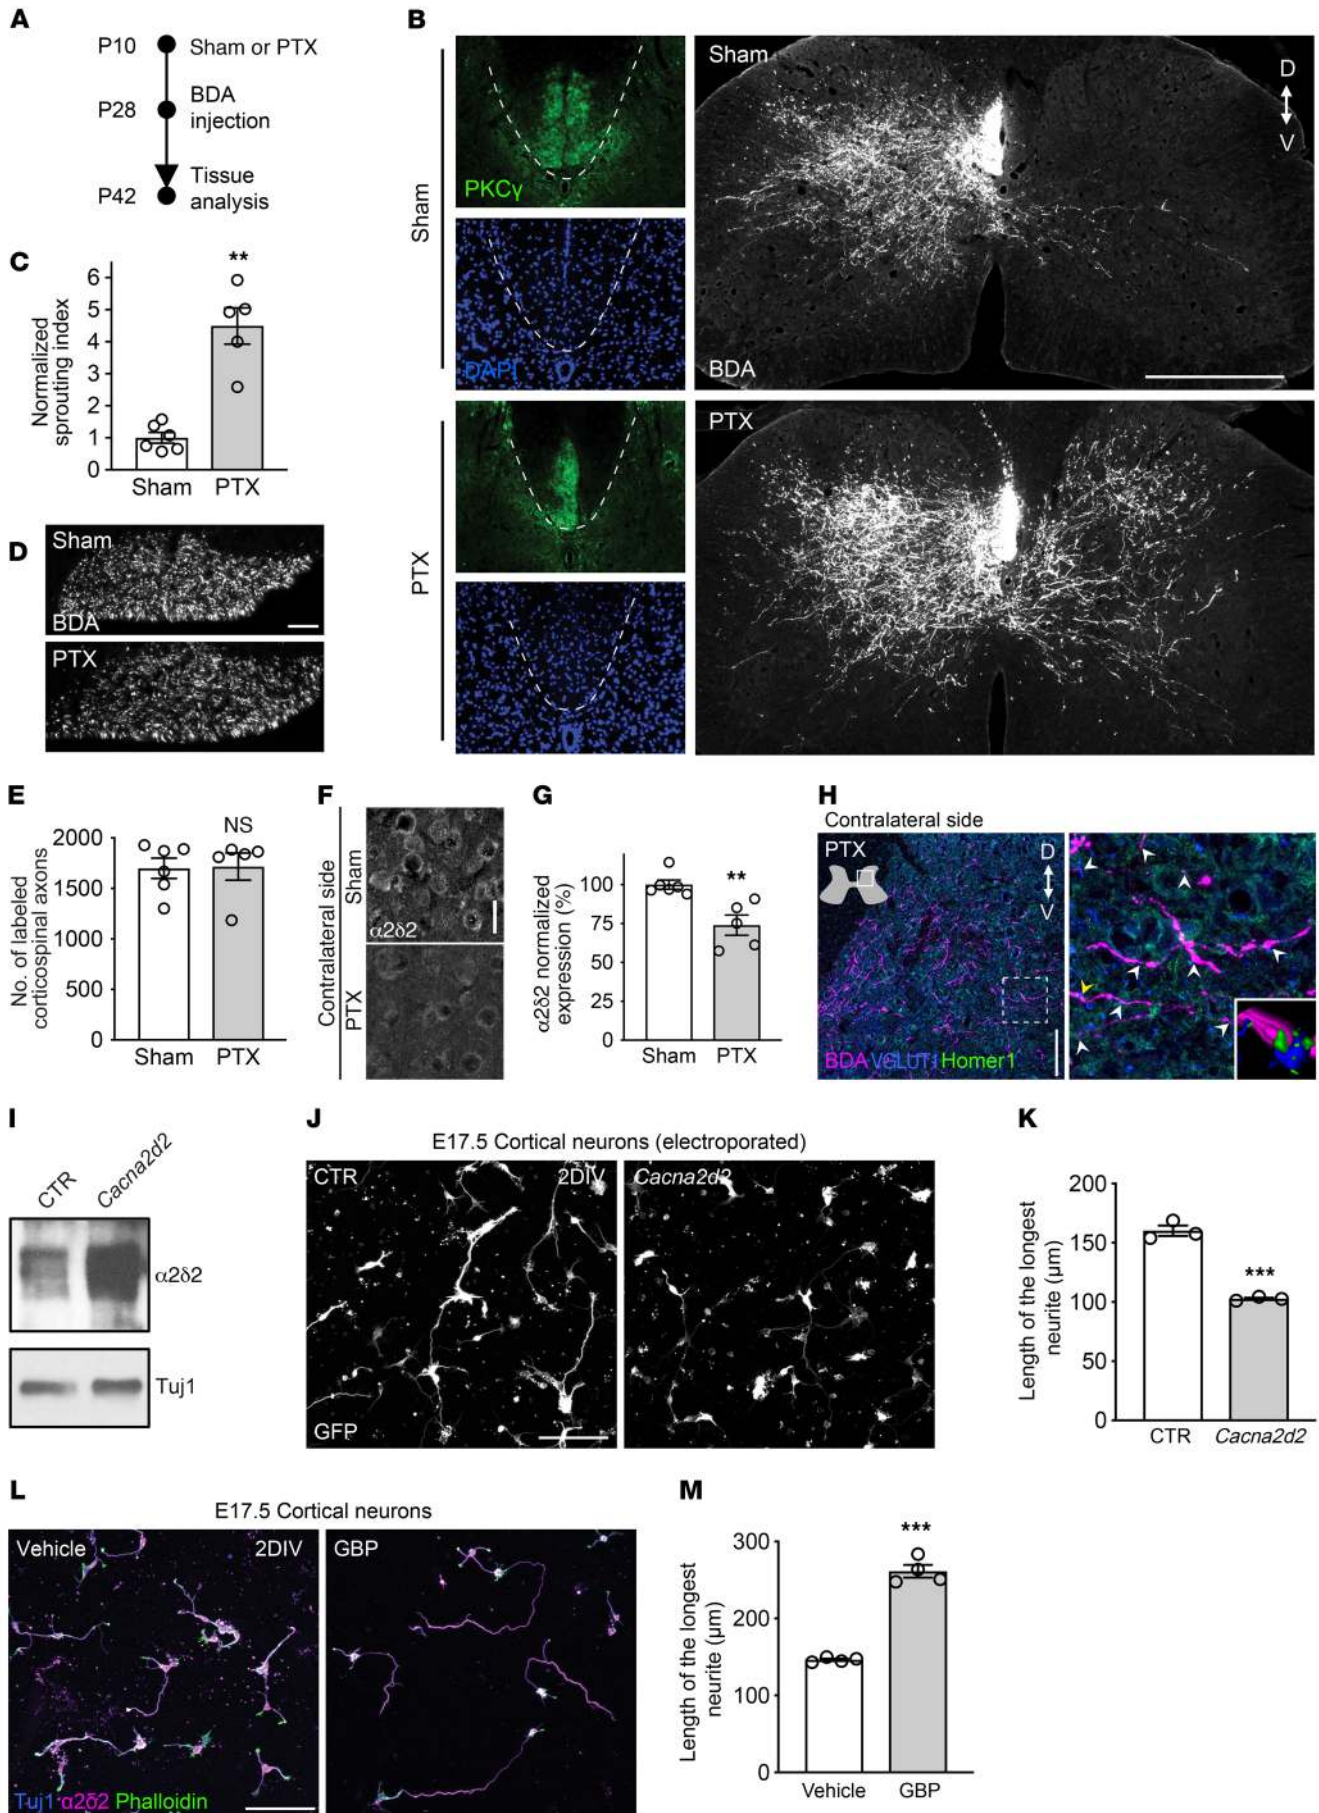 A
P10
Sham or PTX
P28
BDA
injection
P42
Tissue
analysis
B
Sham
PKCγ
DAPI
Sham
D
V
BDA
PTX
PTX
C
Normalized
sprouting index
6
5
4
3
2
1
0
**
Sham
PTX
D
Sham
BDA
PTX
E
No. of labeled
corticospinal axons
2000
1500
1000
500
0
NS
Sham
PTX
F
Contralateral side
Sham
PTX
α2δ2
G
α2δ2 normalized
expression (%)
100
75
50
25
0
**
Sham
PTX
H
Contralateral side
PTX
D
V
BDA VGLUT1 Homer1
I
CTR
Cacna2d2
α2δ2
Tuj1
J
E17.5 Cortical neurons (electroporated)
CTR
2DIV
Cacna2d2
GFP
K
Length of the longest
neurite (μm)
200
150
100
50
0
***
CTR
Cacna2d2
L
E17.5 Cortical neurons
Vehicle
2DIV
GBP
Tuj1 α2δ2 Phalloidin
M
Length of the longest
neurite (μm)
300
200
100
0
***
Vehicle
GBP